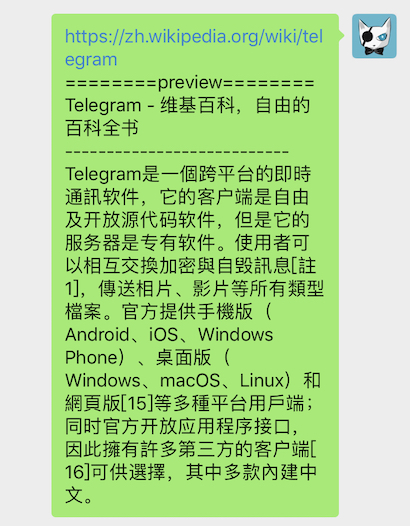 https://zh.wikipedia.org/wiki/tel
egram
========preview========
Telegram - 维基百科，自由的
百科全书
---------------------------
Telegram是一個跨平台的即時
通訊软件，它的客户端是自由
及开放源代码软件，但是它的
服务器是专有软件。使用者可
以相互交換加密與自毀訊息[註
1]，傳送相片、影片等所有類型
檔案。官方提供手機版（
Android、iOS、Windows
Phone）、桌面版（
Windows、macOS、Linux）和
網頁版[15]等多種平台用戶端；
同时官方开放应用程序接口，
因此擁有許多第三方的客户端[
16]可供選擇，其中多款內建中
文。